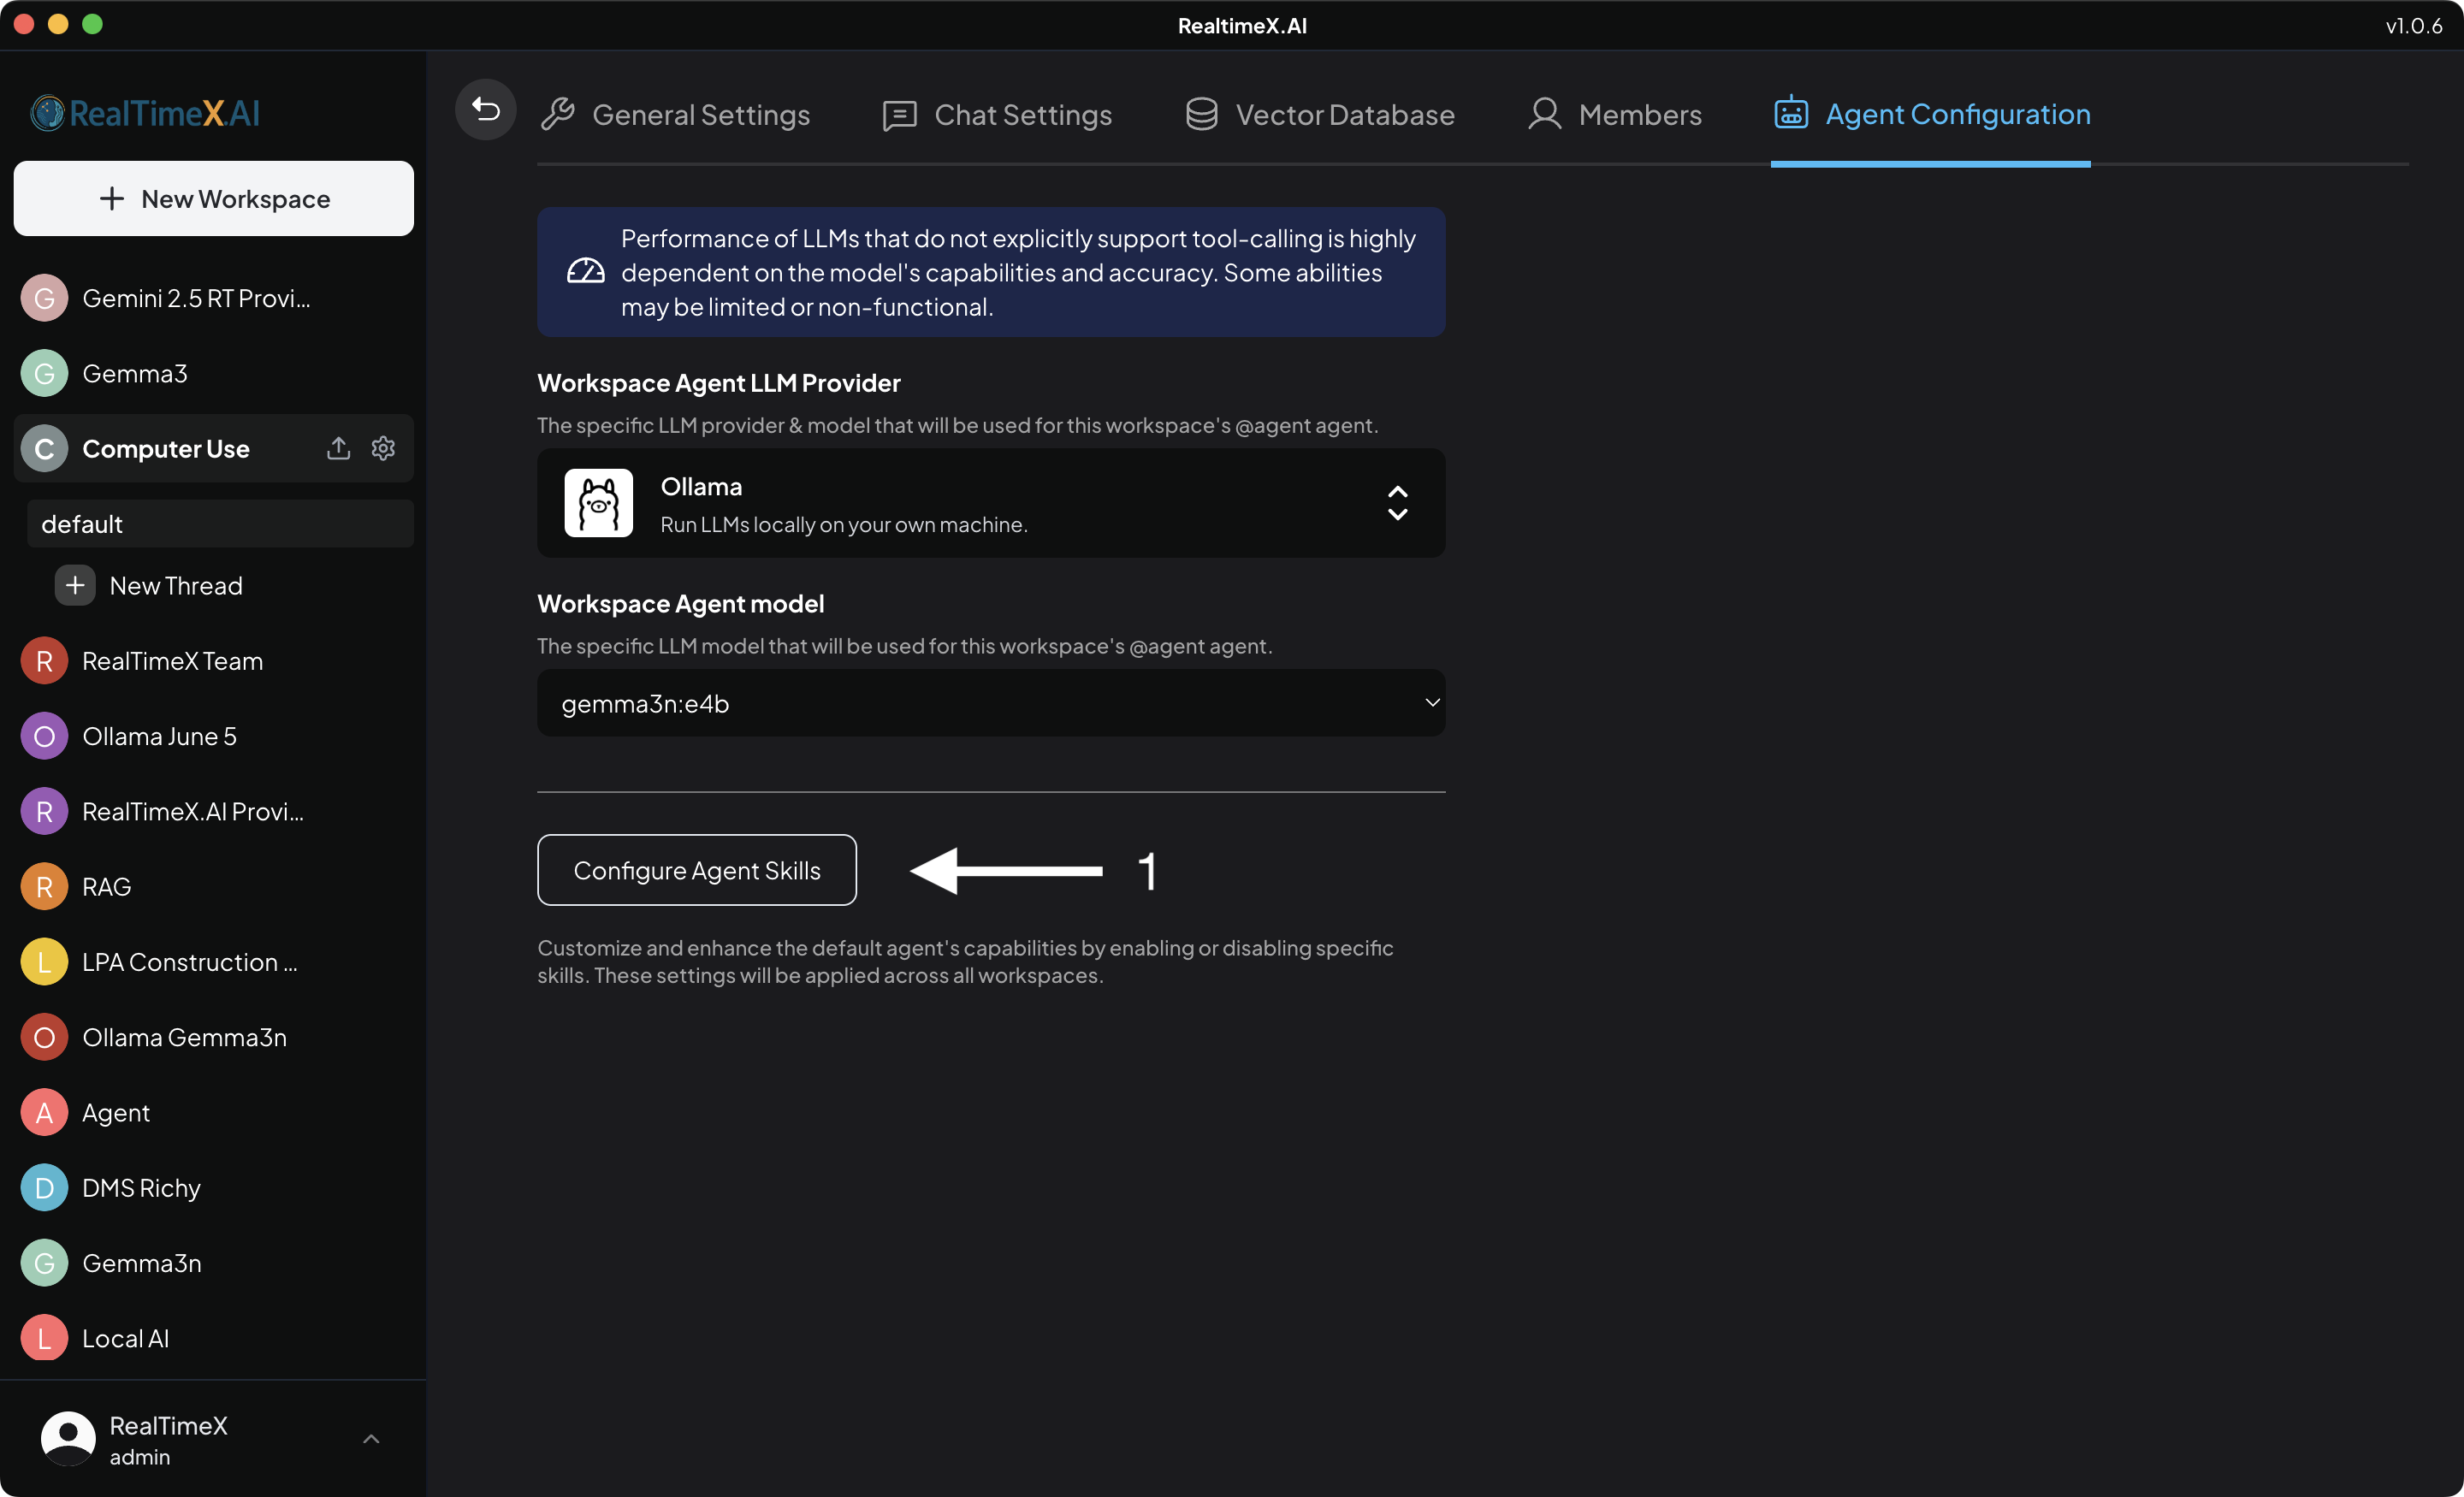 RealtimeX.AI
v1.0.6
RealTimeX.AI
New Workspace
G
Gemini 2.5 RT Provi...
G
Gemma3
C
Computer Use
default
New Thread
R
RealTimeX Team
O
Ollama June 5
R
RealTimeX.AI Provi...
R
RAG
L
LPA Construction ...
O
Ollama Gemma3n
A
Agent
D
DMS Richy
G
Gemma3n
L
Local AI
RealTimeX
admin
General Settings
Chat Settings
Vector Database
Members
Agent Configuration
Performance of LLMs that do not explicitly support tool-calling is highly
dependent on the model's capabilities and accuracy. Some abilities
may be limited or non-functional.
Workspace Agent LLM Provider
The specific LLM provider & model that will be used for this workspace's @agent agent.
Ollama
Run LLMs locally on your own machine.
Workspace Agent model
The specific LLM model that will be used for this workspace's @agent agent.
gemma3n:e4b
Configure Agent Skills
1
Customize and enhance the default agent's capabilities by enabling or disabling specific
skills. These settings will be applied across all workspaces.